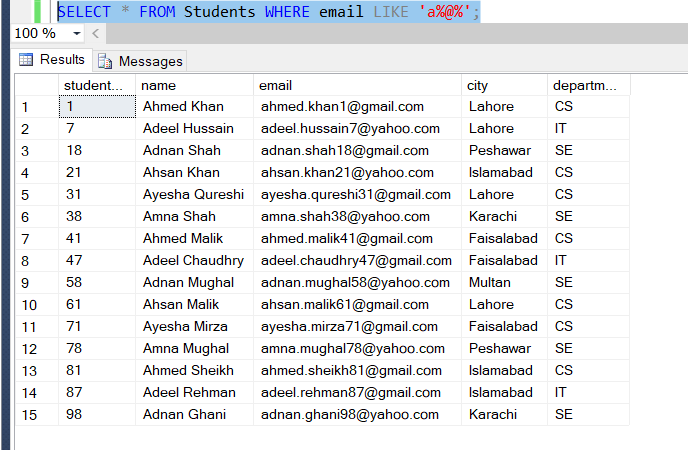 SELECT * FROM Students WHERE email LIKE 'a%@%';
100 %
Results Messages
student... name email city departm...
1 1 Ahmed Khan ahmed.khan1@gmail.com Lahore CS
2 7 Adeel Hussain adeel.hussain7@yahoo.com Lahore IT
3 18 Adnan Shah adnan.shah18@gmail.com Peshawar SE
4 21 Ahsan Khan ahsan.khan21@yahoo.com Islamabad CS
5 31 Ayesha Qureshi ayesha.qureshi31@gmail.com Lahore CS
6 38 Amna Shah amna.shah38@yahoo.com Karachi SE
7 41 Ahmed Malik ahmed.malik41@gmail.com Faisalabad CS
8 47 Adeel Chaudhry adeel.chaudhry47@gmail.com Faisalabad IT
9 58 Adnan Mughal adnan.mughal58@yahoo.com Multan SE
10 61 Ahsan Malik ahsan.malik61@gmail.com Lahore CS
11 71 Ayesha Mirza ayesha.mirza71@gmail.com Faisalabad CS
12 78 Amna Mughal amna.mughal78@yahoo.com Peshawar SE
13 81 Ahmed Sheikh ahmed.sheikh81@gmail.com Islamabad CS
14 87 Adeel Rehman adeel.rehman87@gmail.com Islamabad IT
15 98 Adnan Ghani adnan.ghani98@yahoo.com Karachi SE